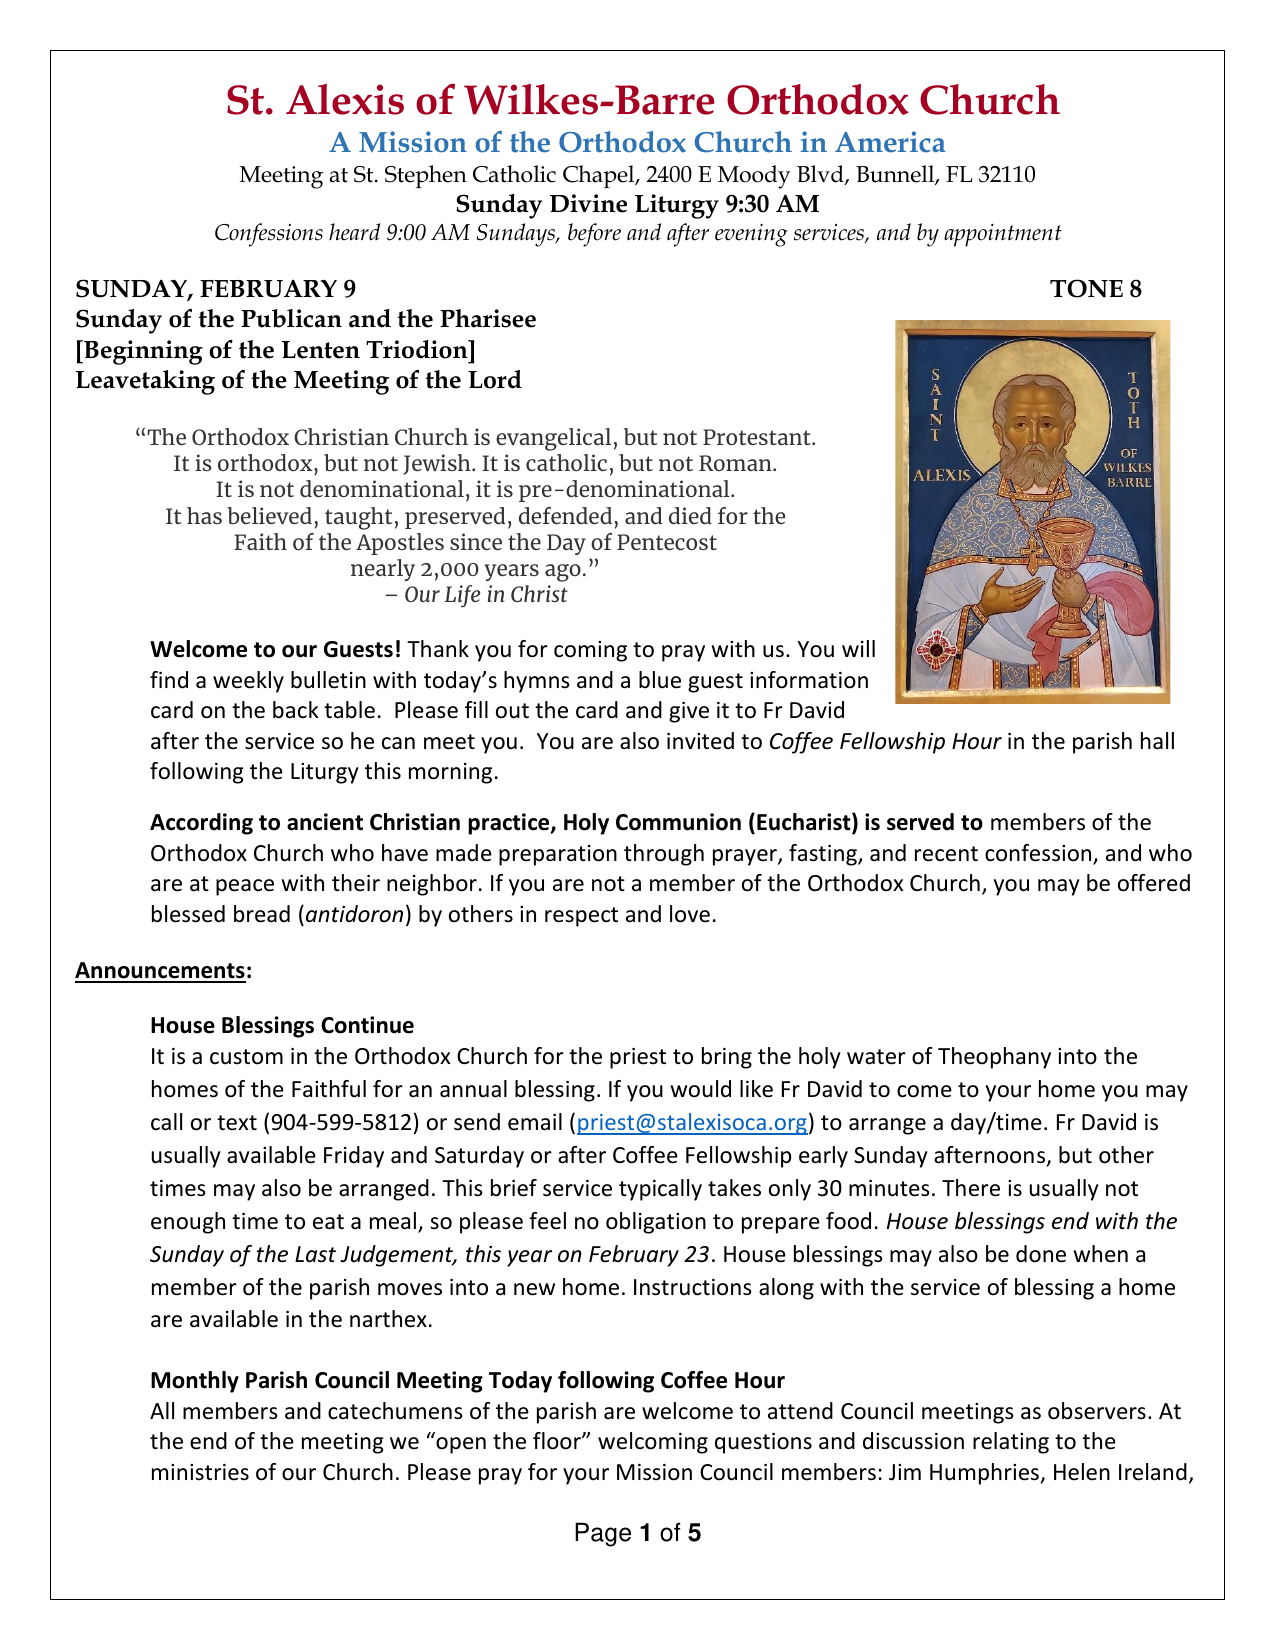 St. Alexis of Wilkes-Barre Orthodox Church
A Mission of the Orthodox Church in America
Meeting at St. Stephen Catholic Chapel, 2400 E Moody Blvd, Bunnell, FL 32110
Sunday Divine Liturgy 9:30 AM
Confessions heard 9:00 AM Sundays, before and after evening services, and by appointment
SUNDAY, FEBRUARY 9 TONE 8
Sunday of the Publican and the Pharisee
[Beginning of the Lenten Triodion]
Leavetaking of the Meeting of the Lord
SAINT
ALEXIS
TOTH
OF
WILKES
BARRE
“The Orthodox Christian Church is evangelical, but not Protestant.
It is orthodox, but not Jewish. It is catholic, but not Roman.
It is not denominational, it is pre-denominational.
It has believed, taught, preserved, defended, and died for the
Faith of the Apostles since the Day of Pentecost
nearly 2,000 years ago.”
– Our Life in Christ
Welcome to our Guests! Thank you for coming to pray with us. You will
find a weekly bulletin with today’s hymns and a blue guest information
card on the back table. Please fill out the card and give it to Fr David
after the service so he can meet you. You are also invited to Coffee Fellowship Hour in the parish hall
following the Liturgy this morning.
According to ancient Christian practice, Holy Communion (Eucharist) is served to members of the
Orthodox Church who have made preparation through prayer, fasting, and recent confession, and who
are at peace with their neighbor. If you are not a member of the Orthodox Church, you may be offered
blessed bread (antidoron) by others in respect and love.
Announcements:
House Blessings Continue
It is a custom in the Orthodox Church for the priest to bring the holy water of Theophany into the
homes of the Faithful for an annual blessing. If you would like Fr David to come to your home you may
call or text (904-599-5812) or send email (priest@stalexisoca.org) to arrange a day/time. Fr David is
usually available Friday and Saturday or after Coffee Fellowship early Sunday afternoons, but other
times may also be arranged. This brief service typically takes only 30 minutes. There is usually not
enough time to eat a meal, so please feel no obligation to prepare food. House blessings end with the
Sunday of the Last Judgement, this year on February 23. House blessings may also be done when a
member of the parish moves into a new home. Instructions along with the service of blessing a home
are available in the narthex.
Monthly Parish Council Meeting Today following Coffee Hour
All members and catechumens of the parish are welcome to attend Council meetings as observers. At
the end of the meeting we “open the floor” welcoming questions and discussion relating to the
ministries of our Church. Please pray for your Mission Council members: Jim Humphries, Helen Ireland,
Page 1 of 5